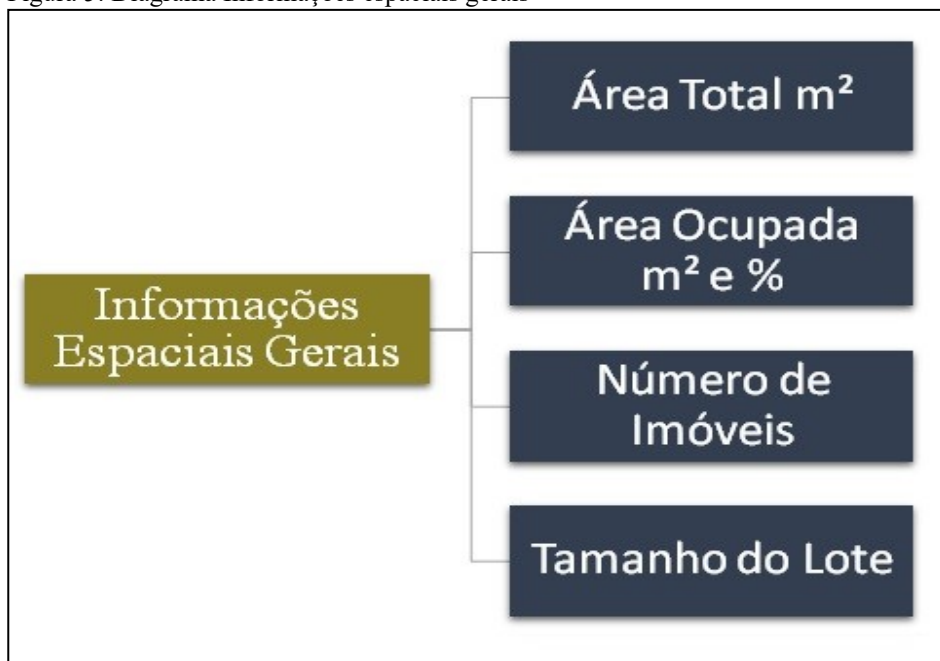 Informações
Espaciais Gerais
Área Total m²
Área Ocupada
m² e %
Número de
Imóveis
Tamanho do Lote